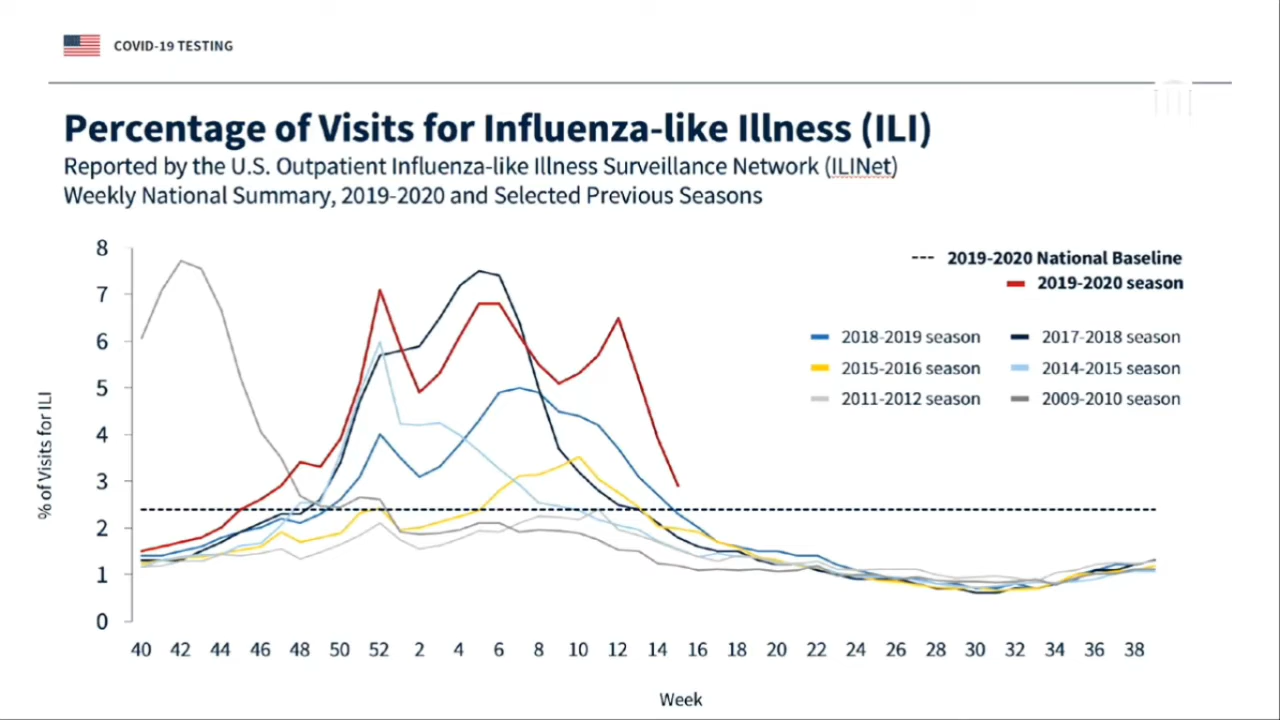 COVID-19 TESTING
Percentage of Visits for Influenza-like Illness (ILI)
Reported by the U.S. Outpatient Influenza-like Illness Surveillance Network (ILINet)
Weekly National Summary, 2019-2020 and Selected Previous Seasons
2019-2020 National Baseline
2019-2020 season
2018-2019 season 2017-2018 season
2015-2016 season 2014-2015 season
2011-2012 season 2009-2010 season
% of Visits for ILI
8
7
6
5
4
3
2
1
0
40 42 44 46 48 50 52 2 4 6 8 10 12 14 16 18 20 22 24 26 28 30 32 34 36 38
Week